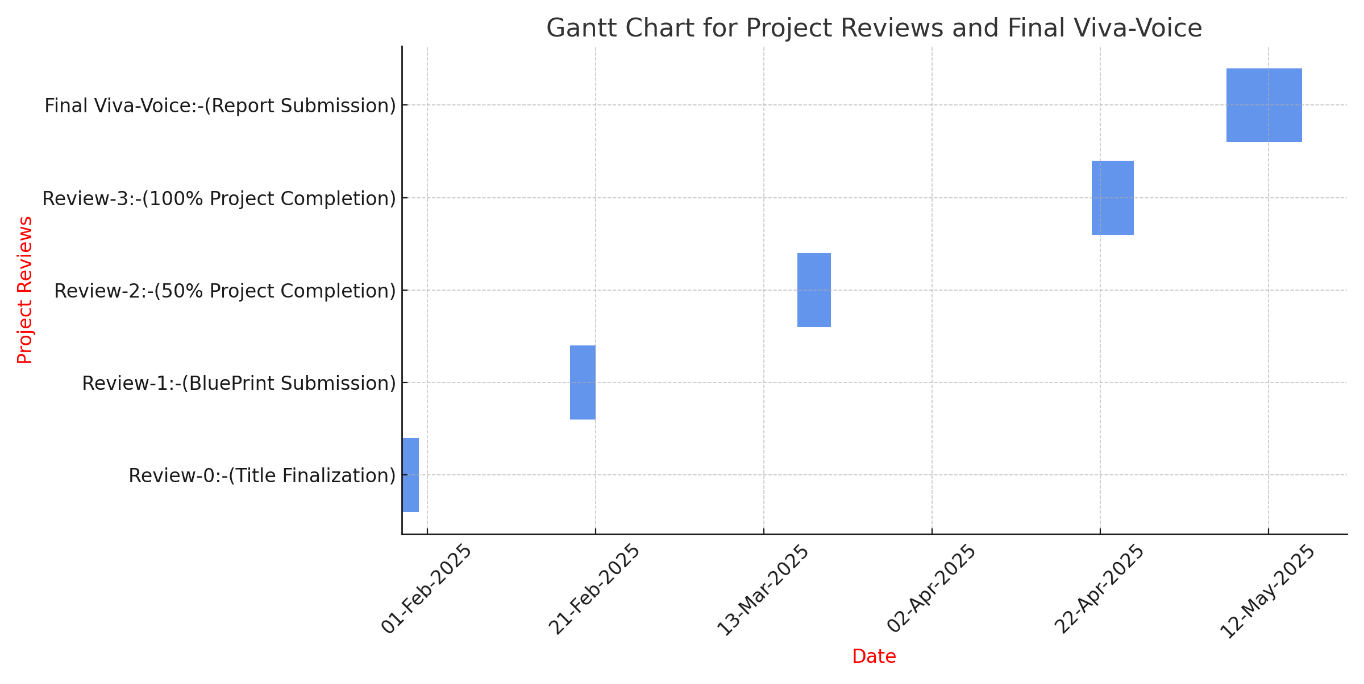 Gantt Chart for Project Reviews and Final Viva-Voice
Project Reviews
Final Viva-Voice:-(Report Submission)
Review-3:-(100% Project Completion)
Review-2:-(50% Project Completion)
Review-1:-(BluePrint Submission)
Review-0:-(Title Finalization)
01-Feb-2025
21-Feb-2025
13-Mar-2025
02-Apr-2025
22-Apr-2025
12-May-2025
Date